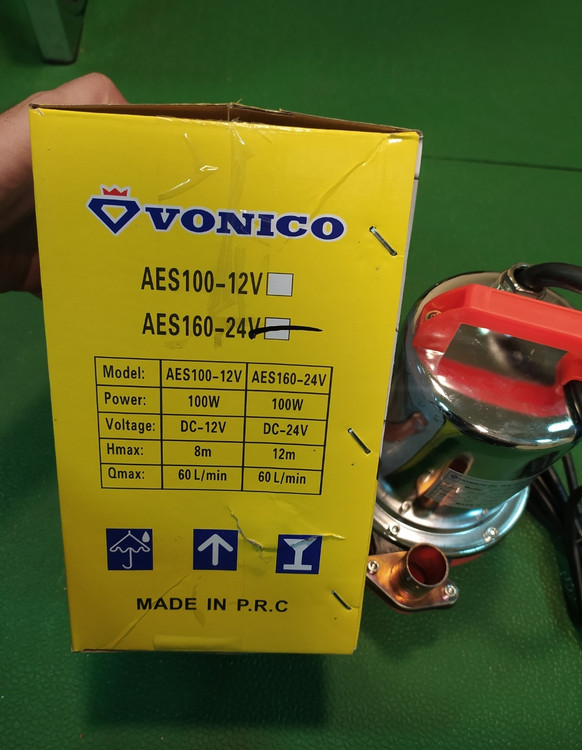 VONICO
AES100-12V
AES160-24V
Model: AES100-12V AES160-24V
Power: 100W 100W
Voltage: DC-12V DC-24V
Hmax: 8m 12m
Qmax: 60 L/min 60 L/min
MADE IN P.R.C